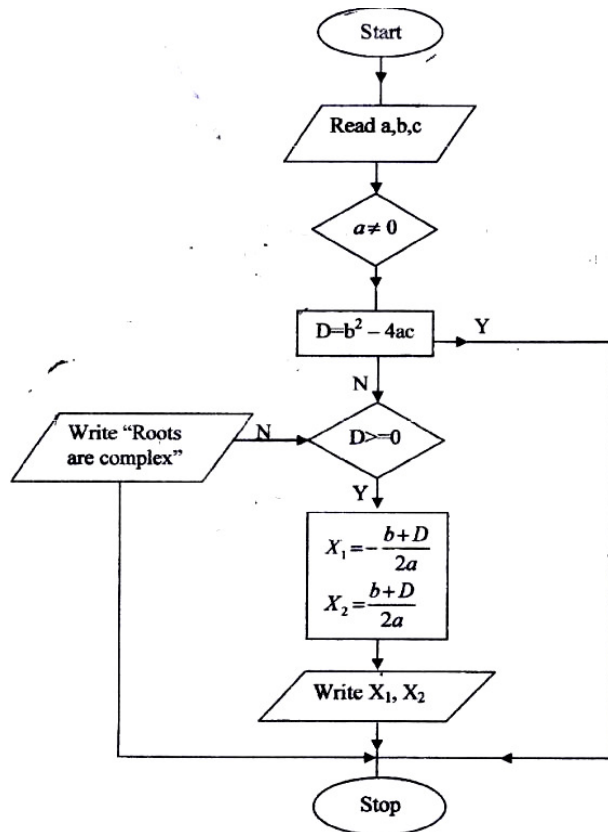 Start
Read a,b,c
a ≠ 0
D=b² – 4ac
Y
N
Write “Roots
are complex”
N
D>=0
Y
X₁=-(b+D)/2a
X₂=(b+D)/2a
Write X₁, X₂
Stop